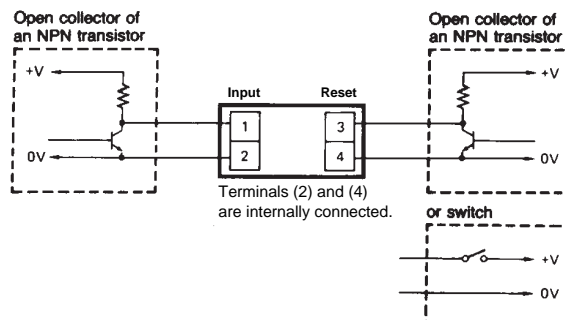 Open collector of
an NPN transistor
+V
0V
Input
Reset
1
2
3
4
Terminals (2) and (4)
are internally connected.
Open collector of
an NPN transistor
+V
0V
or switch
+V
0V